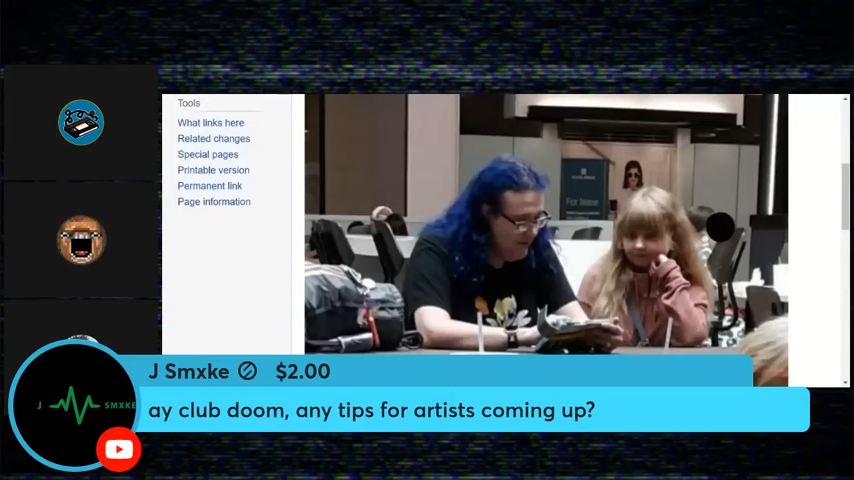 Tools
What links here
Related changes
Special pages
Printable version
Permanent link
Page information
For lease
J Smxke $2.00
J SMXKE
ay club doom, any tips for artists coming up?